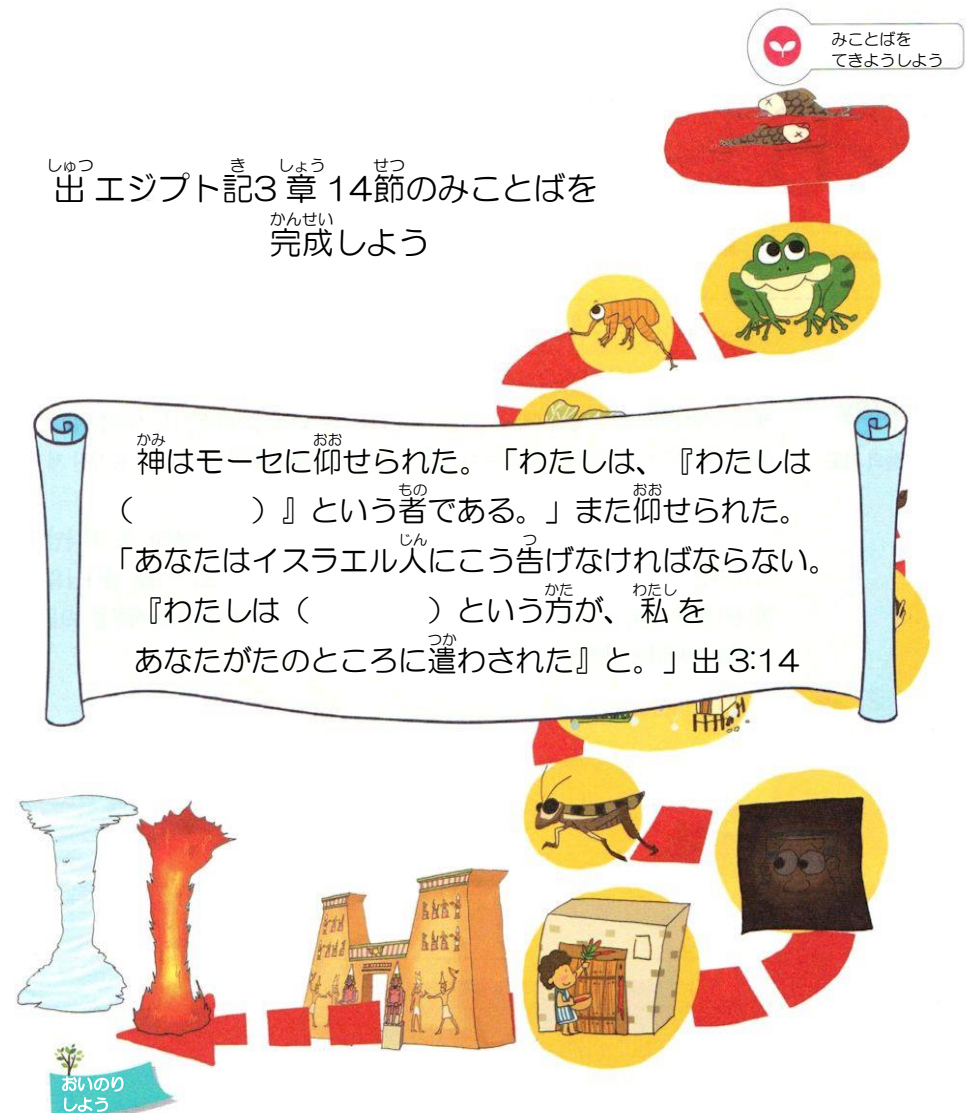 みことばを
てきようしよう
出エジプト記3章14節のみことばを
完成しよう
神はモーセに仰せられた。「わたしは、『わたしは
（　　　　）』という者である。」また仰せられた。
「あなたはイスラエル人にこう告げなければならない。
『わたしは（　　　　）という方が、私を
あなたがたのところに遣わされた』と。」出 3:14
おいのり
しよう